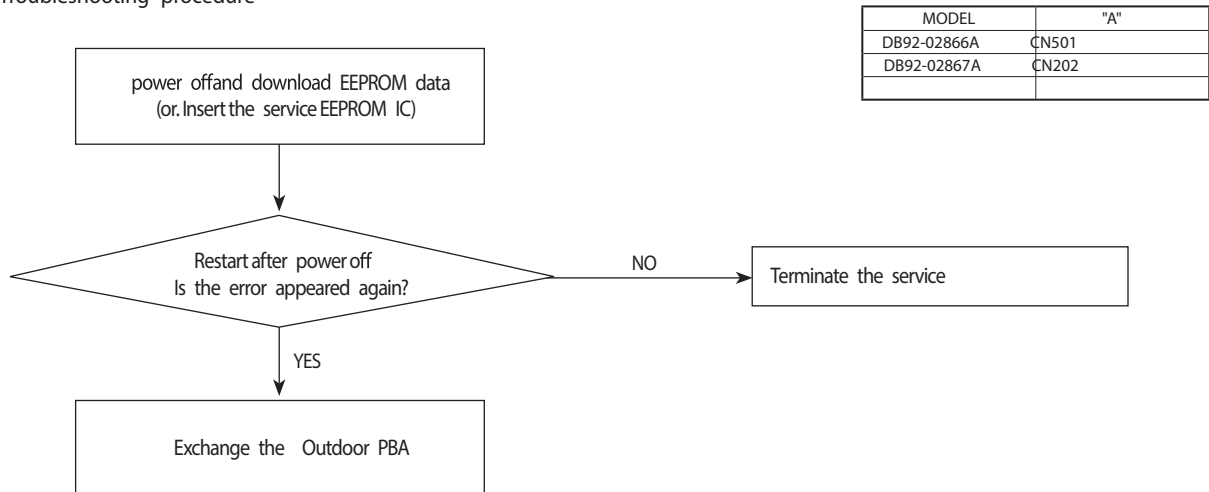 Troubleshooting procedure
MODEL "A"
DB92-02866A CN501
DB92-02867A CN202
power offand download EEPROM data
(or. Insert the service EEPROM IC)
Restart after power off
Is the error appeared again?
NO
Terminate the service
YES
Exchange the Outdoor PBA